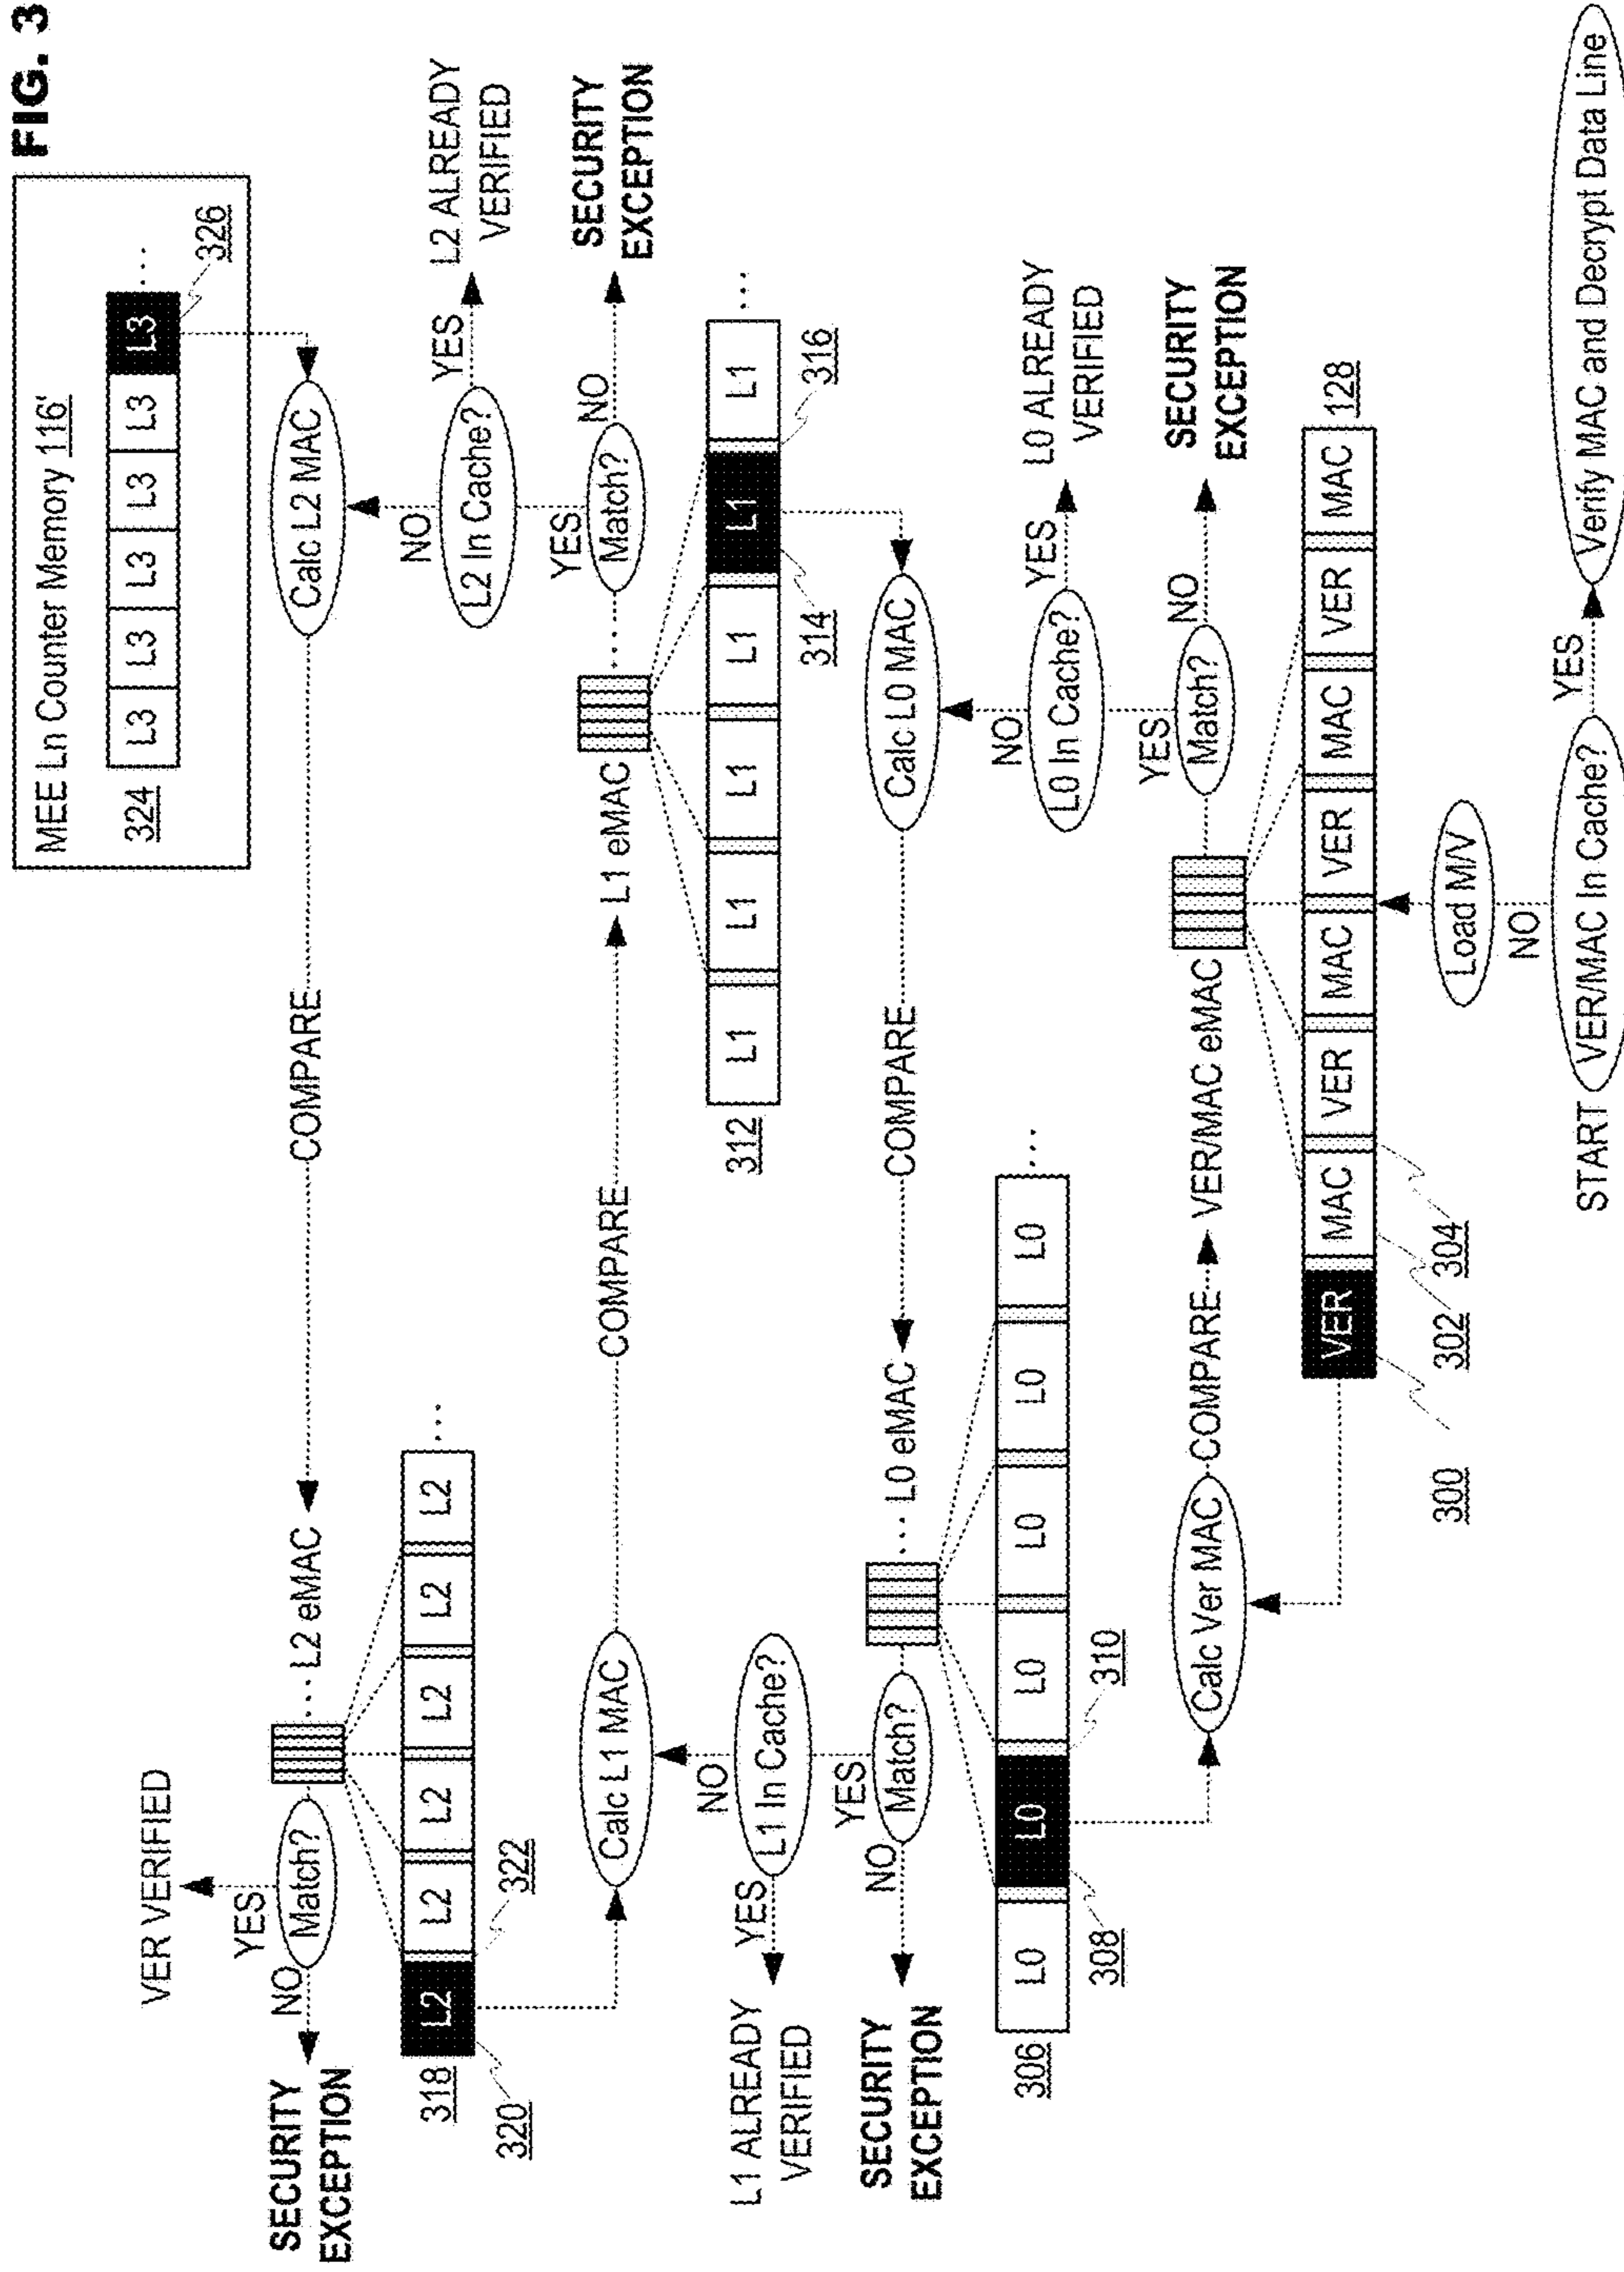 FIG. 3
MEE Ln Counter Memory 116'
324
L3
L3
L3
L3
L3
L3
...
326
VER VERIFIED
YES
SECURITY
EXCEPTION
NO
Match?
... L2 eMAC
COMPARE
Calc L2 MAC
318
L2
L2
L2
L2
L2
L2
...
320
322
NO
L2 In Cache?
YES
L2 ALREADY
VERIFIED
Calc L1 MAC
COMPARE
L1 eMAC
.....
YES
Match?
NO
SECURITY
EXCEPTION
312
L1
L1
L1
L1
L1
L1
...
314
316
NO
L1 In Cache?
YES
L1 ALREADY
VERIFIED
YES
Match?
NO
SECURITY
EXCEPTION
... L0 eMAC
COMPARE
Calc L0 MAC
306
L0
L0
L0
L0
L0
L0
...
308
310
NO
L0 In Cache?
YES
L0 ALREADY
VERIFIED
Calc Ver MAC
COMPARE
VER/MAC eMAC
YES
Match?
NO
SECURITY
EXCEPTION
VER
MAC
VER
MAC
VER
MAC
VER
MAC
128
300
302
304
Load M/V
NO
START
VER/MAC In Cache?
YES
Verify MAC and Decrypt Data Line